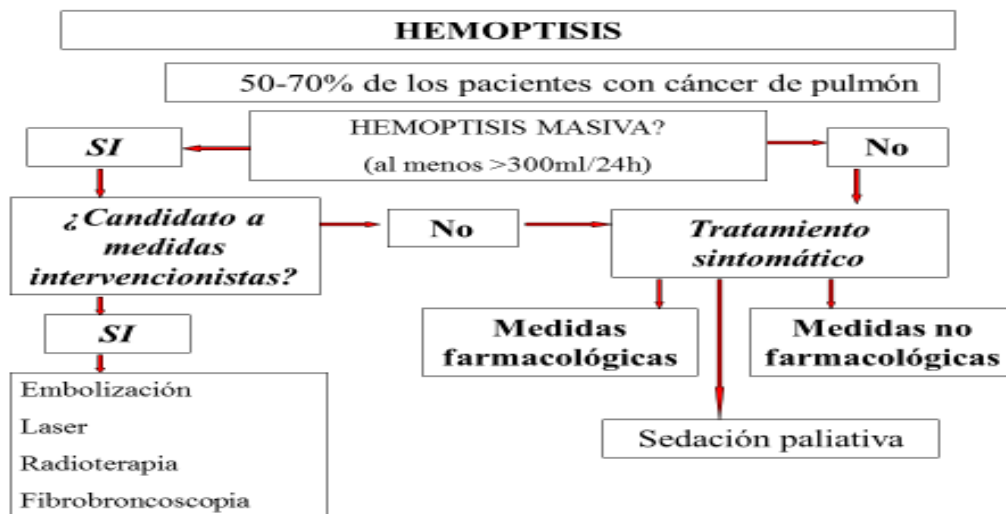 HEMOPTISIS
50-70% de los pacientes con cáncer de pulmón
HEMOPTISIS MASIVA?
(al menos >300ml/24h)
SI
No
¿Candidato a
medidas
intervencionistas?
No
Tratamiento
sintomático
SI
Medidas
farmacológicas
Medidas no
farmacológicas
Embolización
Laser
Radioterapia
Fibrobroncoscopia
Sedación paliativa